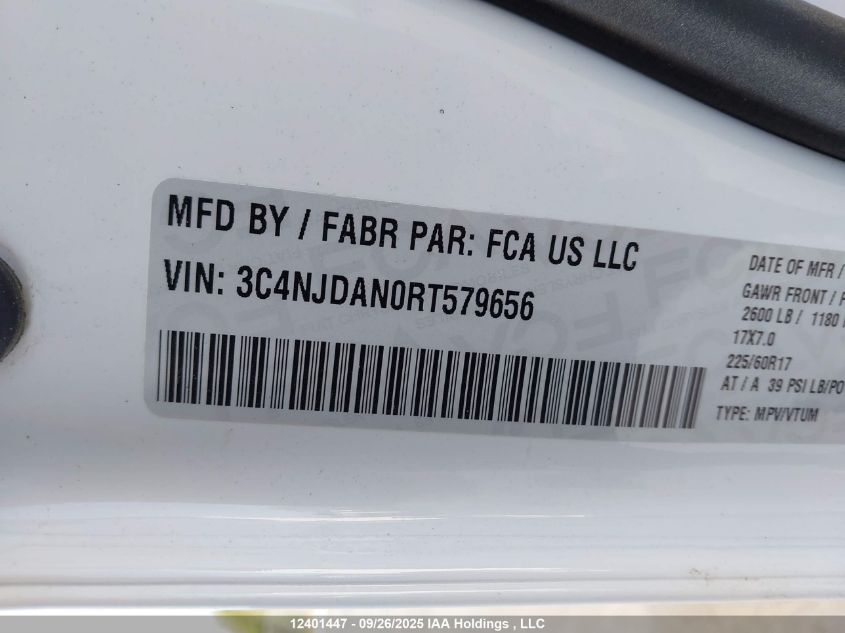 MFD BY / FABR PAR: FCA US LLC
VIN: 3C4NJDAN0RT579656
DATE OF MFR /
GAWR FRONT /
2600 LB / 1180
17X7.0
225/60R17
AT / A 39 PSI LB/PO
TYPE: MPV/VTUM
12401447 - 09/26/2025 IAA Holdings , LLC